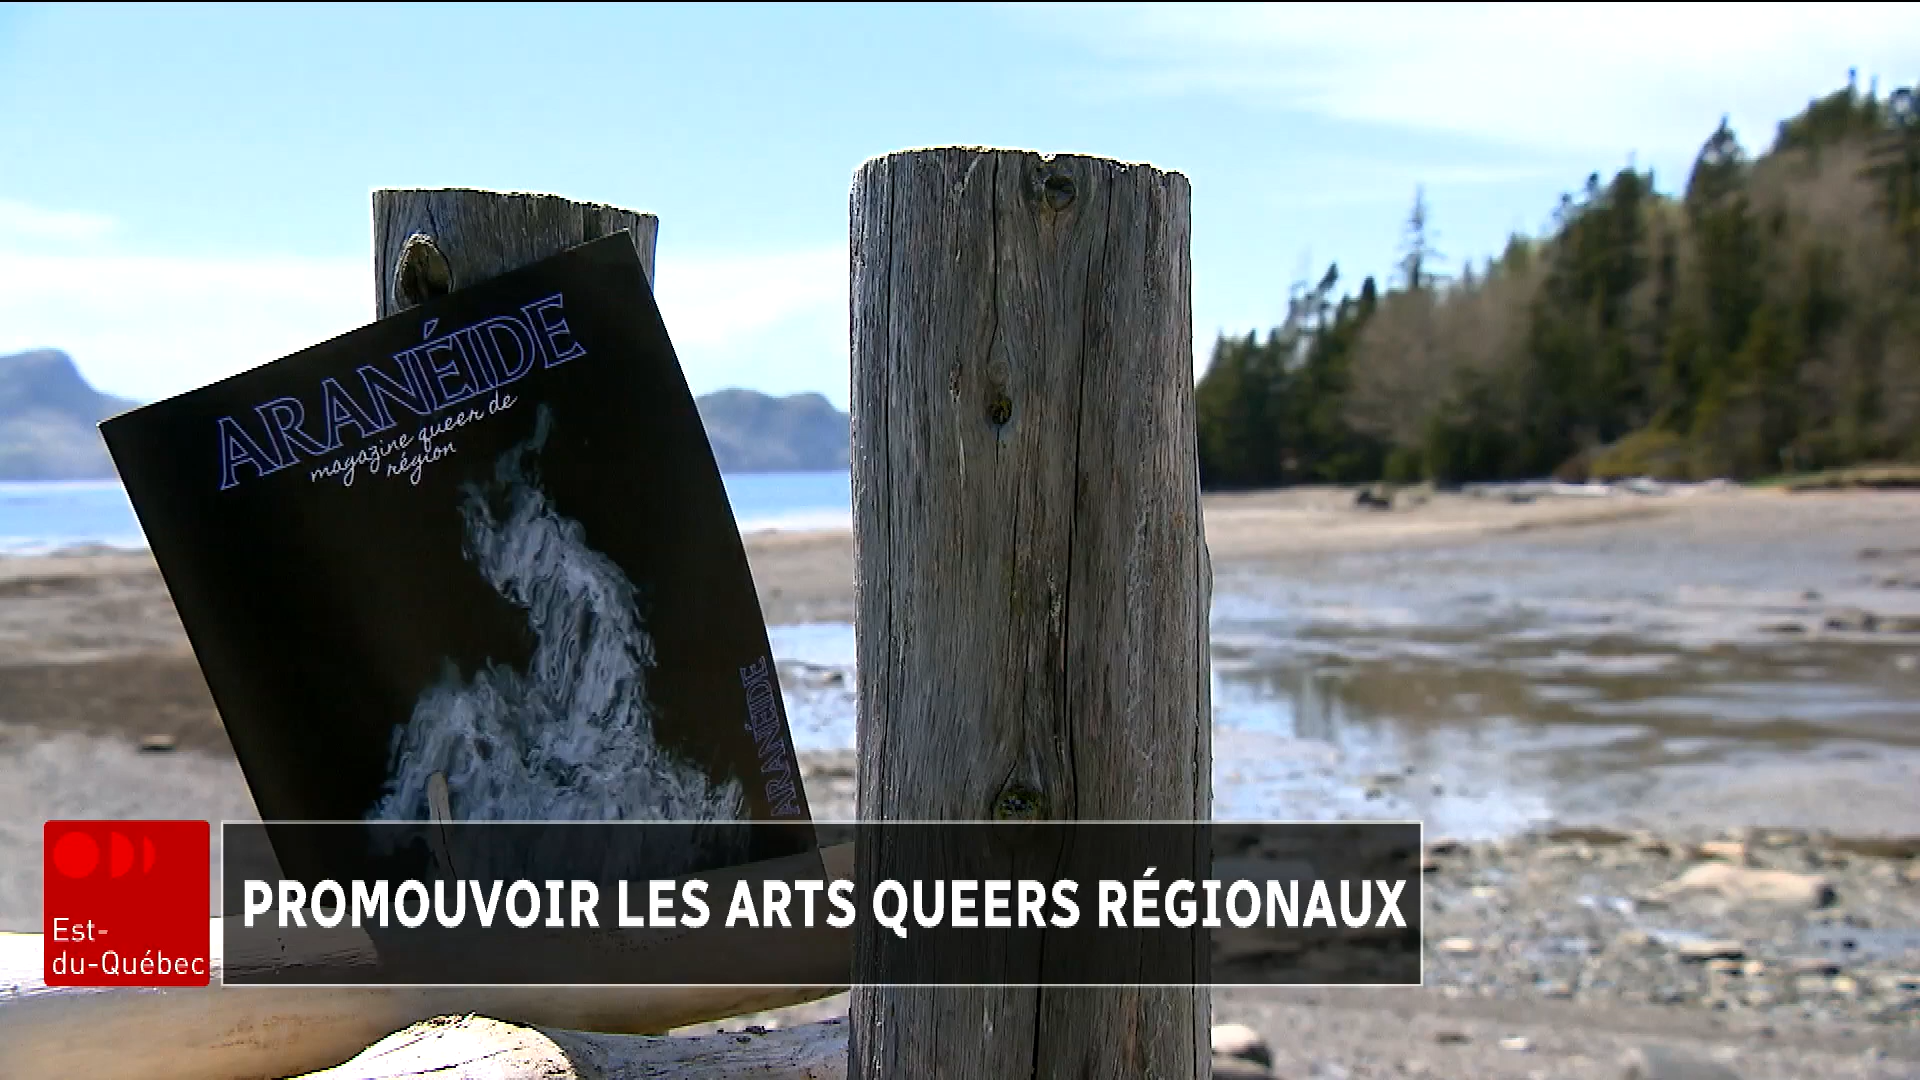 ARANÉIDE
magazine queer de
région
ARANÉIDE
Est-
du-Québec
PROMOUVOIR LES ARTS QUEERS RÉGIONAUX